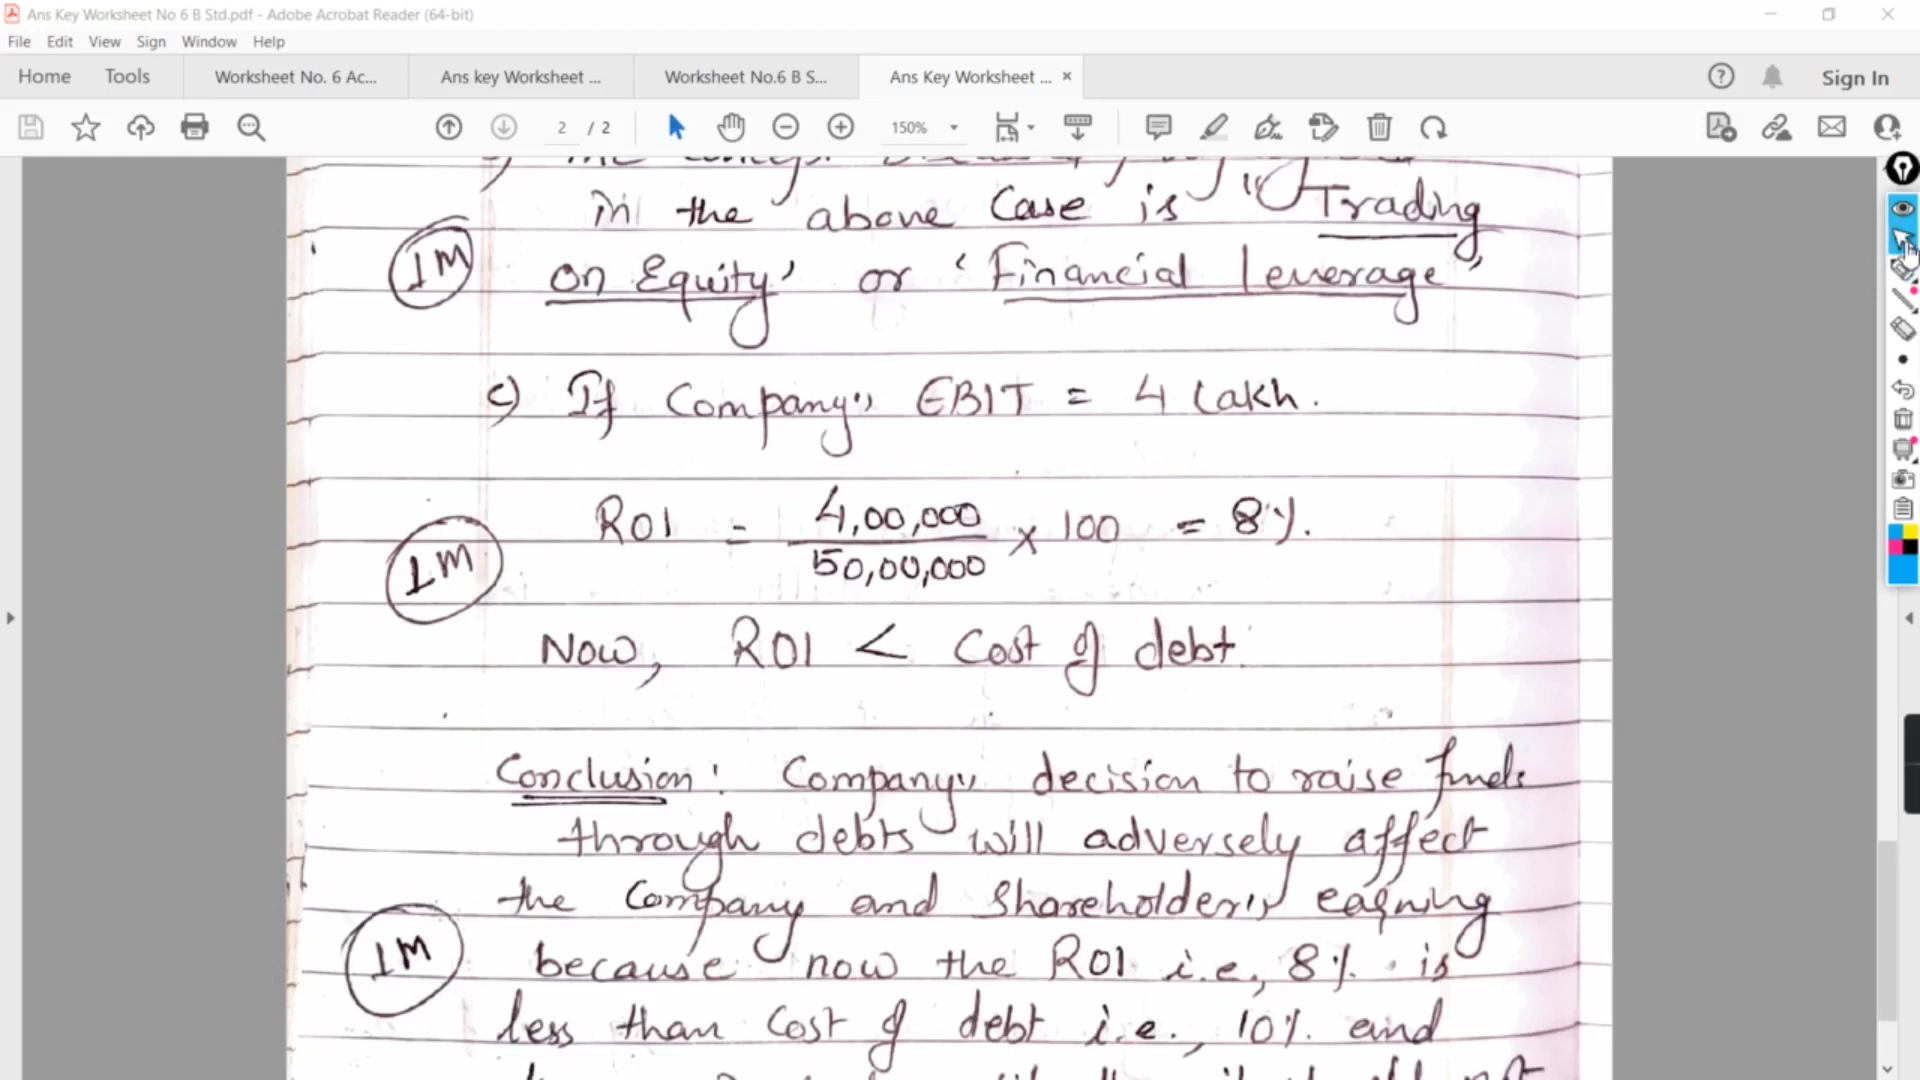 Ans Key Worksheet No 6 B Std.pdf - Adobe Acrobat Reader (64-bit)
File Edit View Sign Window Help
Home Tools Worksheet No. 6 Ac... Ans key Worksheet ... Worksheet No.6 B S... Ans Key Worksheet ... × Sign In
2 / 2 150%
in the above case is "Trading
1M on Equity' or 'Financial leverage'
c) If Company's EBIT = 4 Lakh.
ROI = 4,00,000 / 50,00,000 × 100 = 8%.
1M
Now, ROI < Cost of debt.
Conclusion: Company's decision to raise funds
through debts will adversely affect
the Company and Shareholder's earning
1M because now the ROI i.e., 8% is
less than Cost of debt i.e., 10% and